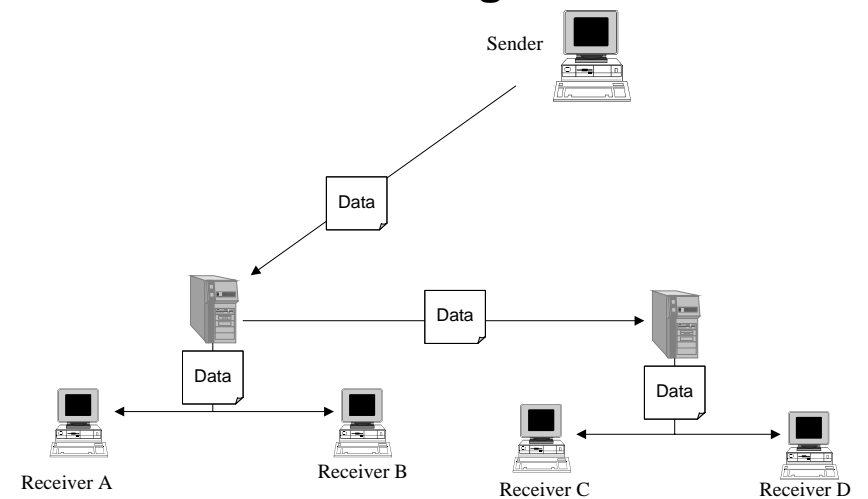 Sender
Data
Data
Data
Data
Receiver A
Receiver B
Receiver C
Receiver D